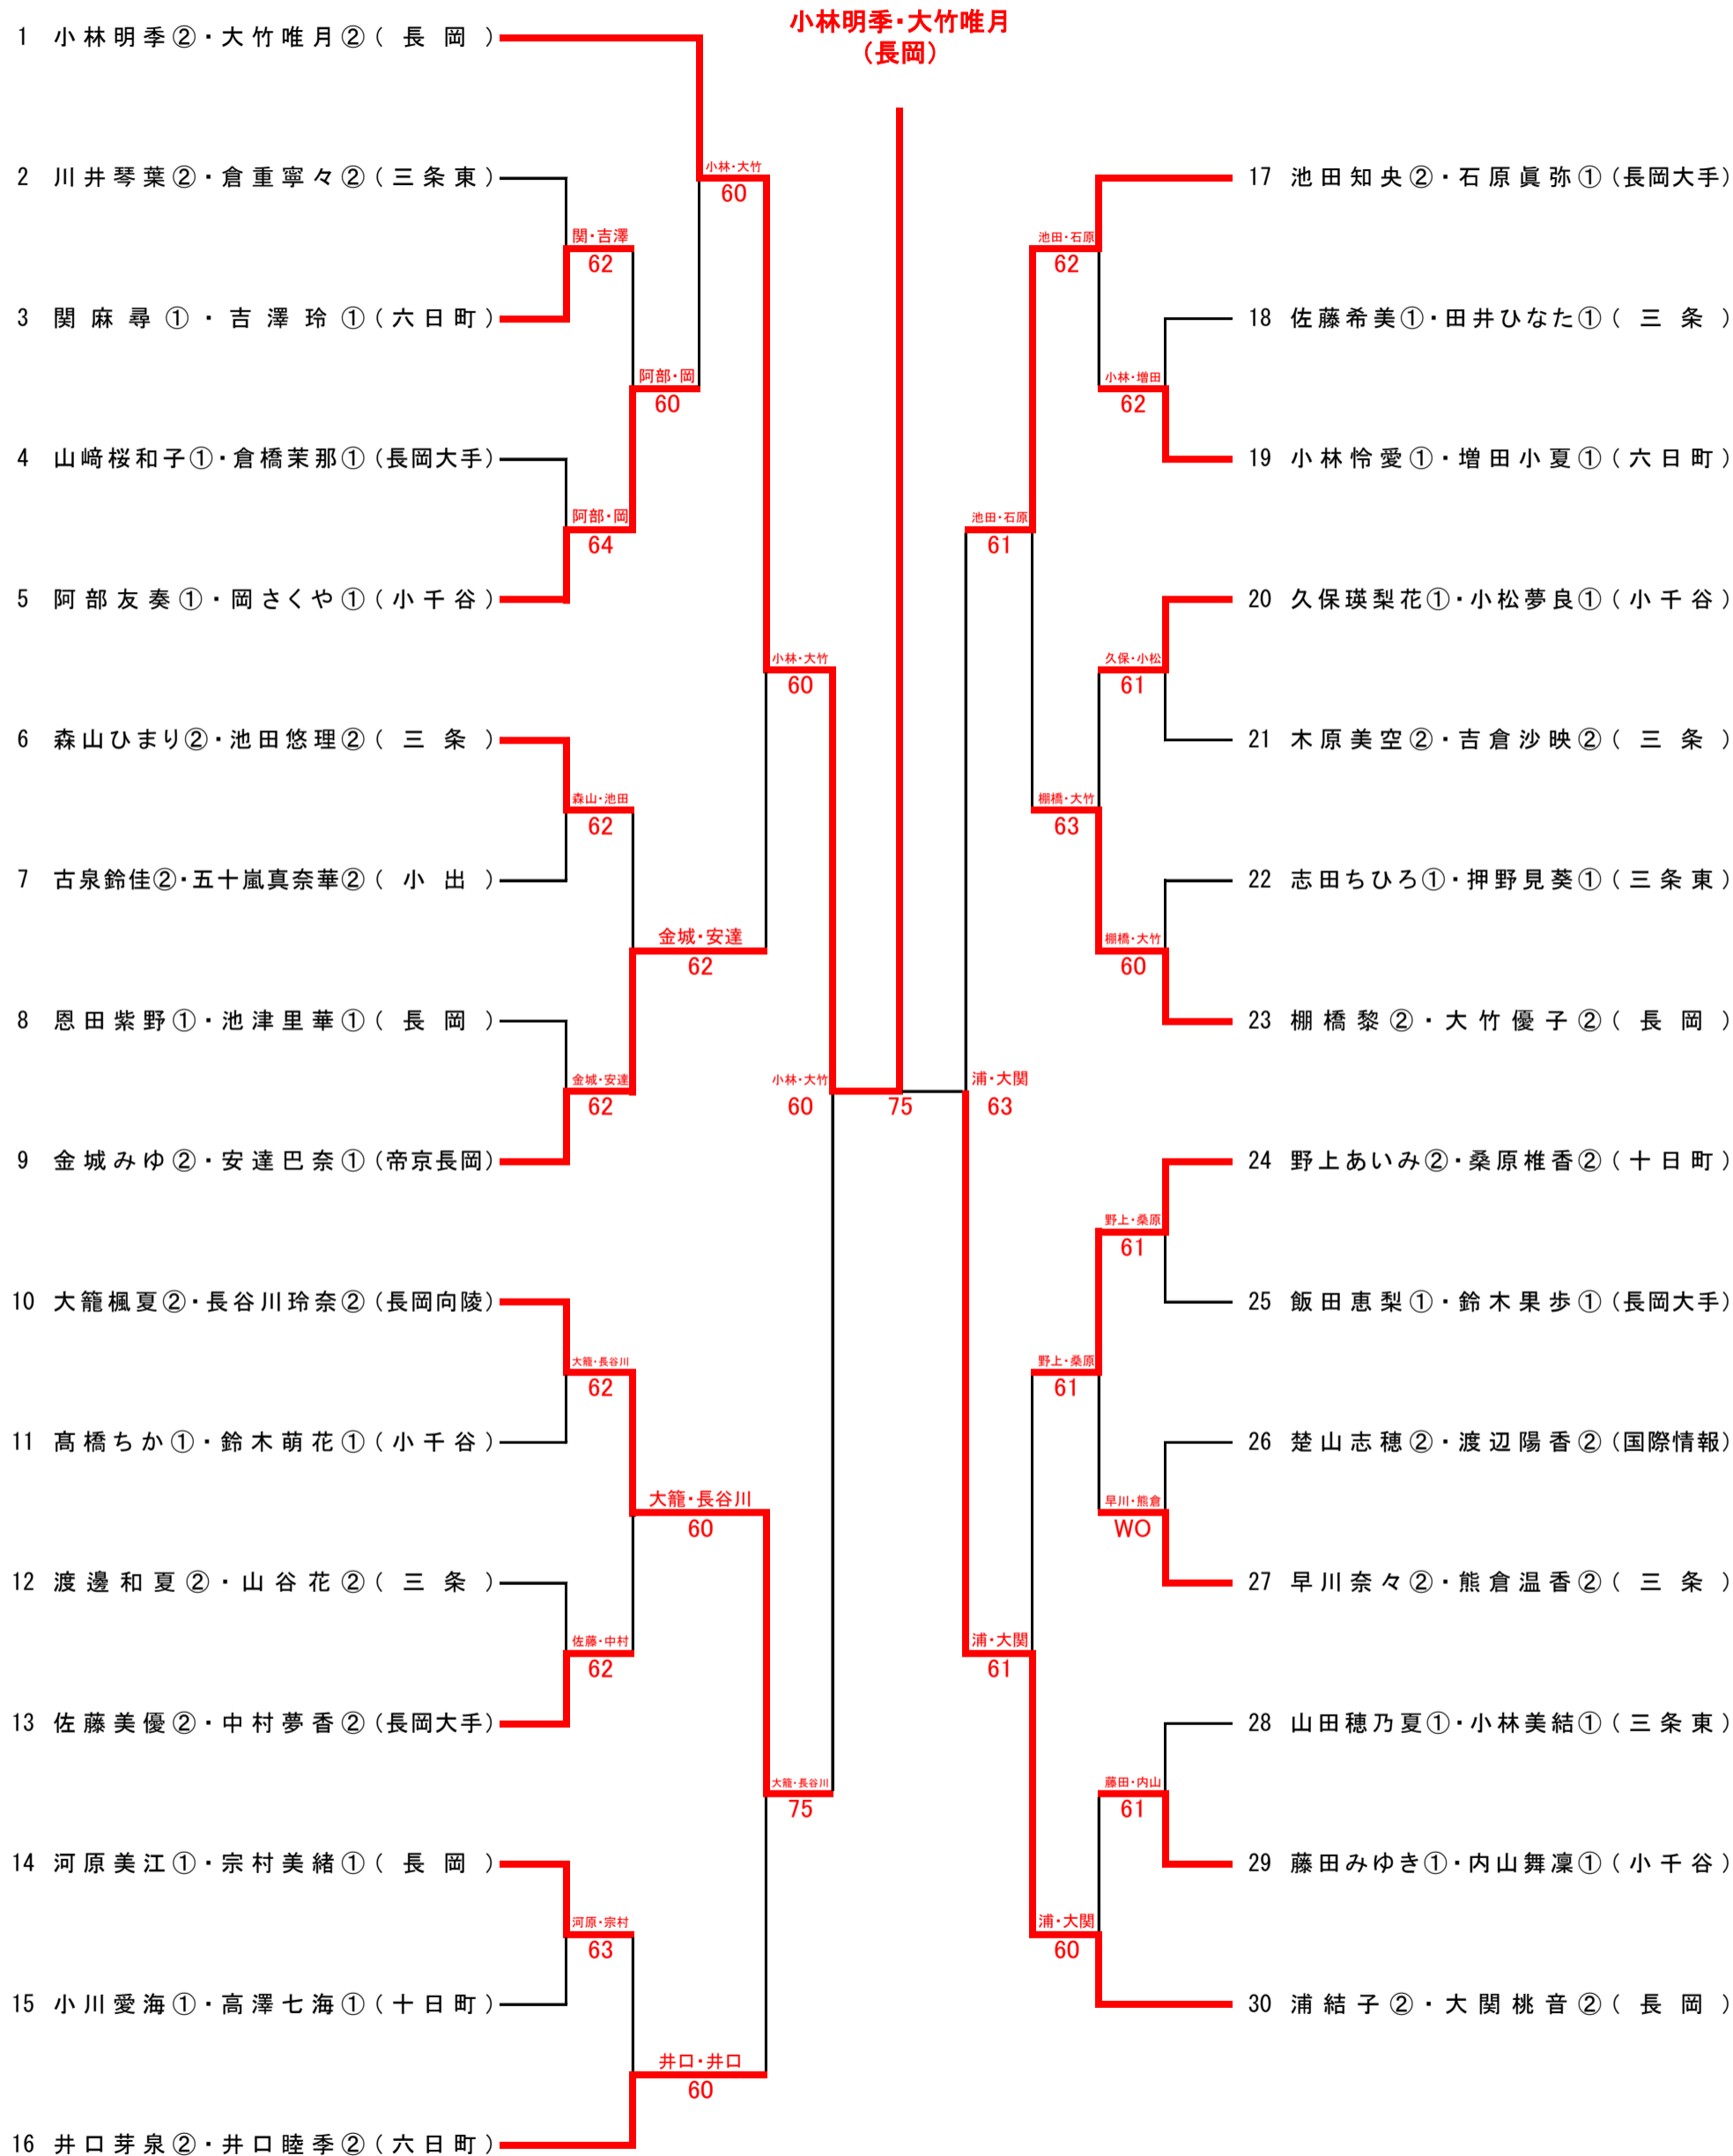 小林明季・大竹唯月
（長岡）
1 小林明季②・大竹唯月②（長岡）
2 川井琴葉②・倉重寧々②（三条東）
3 関麻尋①・吉澤玲①（六日町）
4 山﨑桜和子①・倉橋茉那①（長岡大手）
5 阿部友奏①・岡さくや①（小千谷）
6 森山ひまり②・池田悠理②（三条）
7 古泉鈴佳②・五十嵐真奈華②（小出）
8 恩田紫野①・池津里華①（長岡）
9 金城みゆ②・安達巴奈①（帝京長岡）
10 大籠楓夏②・長谷川玲奈②（長岡向陵）
11 髙橋ちか①・鈴木萌花①（小千谷）
12 渡邊和夏②・山谷花②（三条）
13 佐藤美優②・中村夢香②（長岡大手）
14 河原美江①・宗村美緒①（長岡）
15 小川愛海①・高澤七海①（十日町）
16 井口芽泉②・井口睦季②（六日町）
関・吉澤
62
阿部・岡
64
森山・池田
62
金城・安達
62
大籠・長谷川
62
佐藤・中村
62
河原・宗村
63
阿部・岡
60
金城・安達
62
大籠・長谷川
60
井口・井口
60
小林・大竹
60
小林・大竹
60
大籠・長谷川
75
小林・大竹
60
75
浦・大関
63
池田・石原
61
浦・大関
61
池田・石原
62
棚橋・大竹
63
野上・桑原
61
浦・大関
60
小林・増田
62
久保・小松
61
棚橋・大竹
60
野上・桑原
61
早川・熊倉
WO
藤田・内山
61
17 池田知央②・石原眞弥①（長岡大手）
18 佐藤希美①・田井ひなた①（三条）
19 小林怜愛①・増田小夏①（六日町）
20 久保瑛梨花①・小松夢良①（小千谷）
21 木原美空②・吉倉沙映②（三条）
22 志田ちひろ①・押野見葵①（三条東）
23 棚橋黎②・大竹優子②（長岡）
24 野上あいみ②・桑原椎香②（十日町）
25 飯田恵梨①・鈴木果歩①（長岡大手）
26 楚山志穂②・渡辺陽香②（国際情報）
27 早川奈々②・熊倉温香②（三条）
28 山田穂乃夏①・小林美結①（三条東）
29 藤田みゆき①・内山舞凜①（小千谷）
30 浦結子②・大関桃音②（長岡）